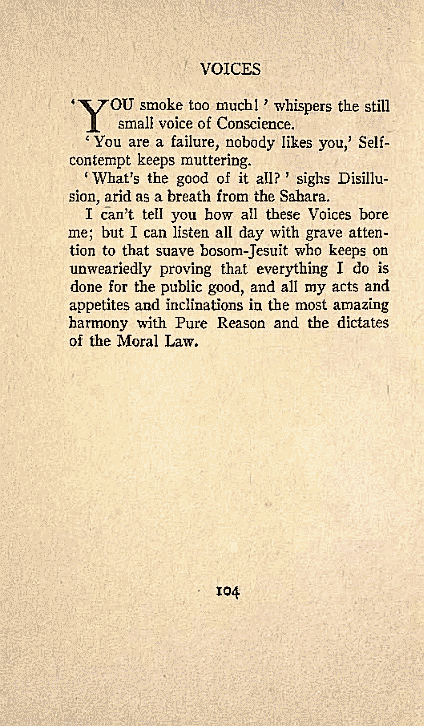 VOICES
‘YOU smoke too much!’ whispers the still
small voice of Conscience.
‘You are a failure, nobody likes you,’ Self-
contempt keeps muttering.
‘What’s the good of it all?’ sighs Disillu-
sion, arid as a breath from the Sahara.
I can’t tell you how all these Voices bore
me; but I can listen all day with grave atten-
tion to that suave bosom-Jesuit who keeps on
unweariedly proving that everything I do is
done for the public good, and all my acts and
appetites and inclinations in the most amazing
harmony with Pure Reason and the dictates
of the Moral Law.
104